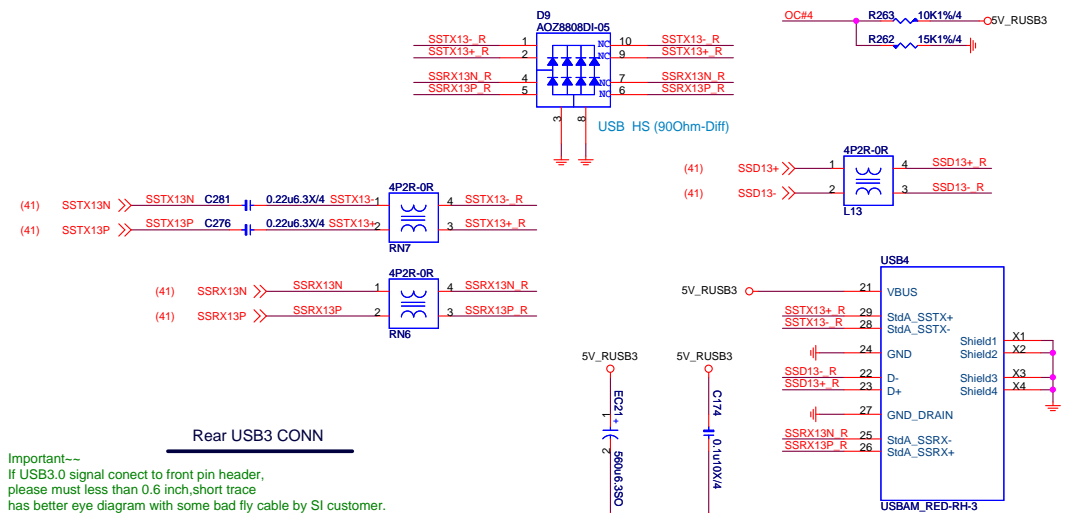 D9
AOZ8808DI-05
SSTX13-_R 1 NC 10 SSTX13-_R
SSTX13+_R 2 NC 9 SSTX13+_R
SSRX13N_R 4 NC 7 SSRX13N_R
SSRX13P_R 5 NC 6 SSRX13P_R
3 8
USB HS (90Ohm-Diff)
OC#4 R263 10K1%/4 5V_RUSB3
R262 15K1%/4
4P2R-0R
(41) SSD13+ 1 4 SSD13+_R
(41) SSD13- 2 3 SSD13-_R
L13
4P2R-0R
(41) SSTX13N SSTX13N C281 0.22u6.3X/4 SSTX13- 1 4 SSTX13-_R
(41) SSTX13P SSTX13P C276 0.22u6.3X/4 SSTX13+ 2 3 SSTX13+_R
RN7
4P2R-0R
(41) SSRX13N SSRX13N 1 4 SSRX13N_R
(41) SSRX13P SSRX13P 2 3 SSRX13P_R
RN6
USB4
5V_RUSB3 21 VBUS
SSTX13+_R 29 StdA_SSTX+
SSTX13-_R 28 StdA_SSTX-
Shield1 X1
24 GND Shield2 X2
SSD13-_R 22 D- Shield3 X3
SSD13+_R 23 D+ Shield4 X4
27 GND_DRAIN
SSRX13N_R 25 StdA_SSRX-
SSRX13P_R 26 StdA_SSRX+
USBAM_RED-RH-3
5V_RUSB3 5V_RUSB3
EC21 1 + 2 560u6.3SO
C174 0.1u10X/4
Rear USB3 CONN
Important~~
If USB3.0 signal conect to front pin header,
please must less than 0.6 inch,short trace
has better eye diagram with some bad fly cable by SI customer.